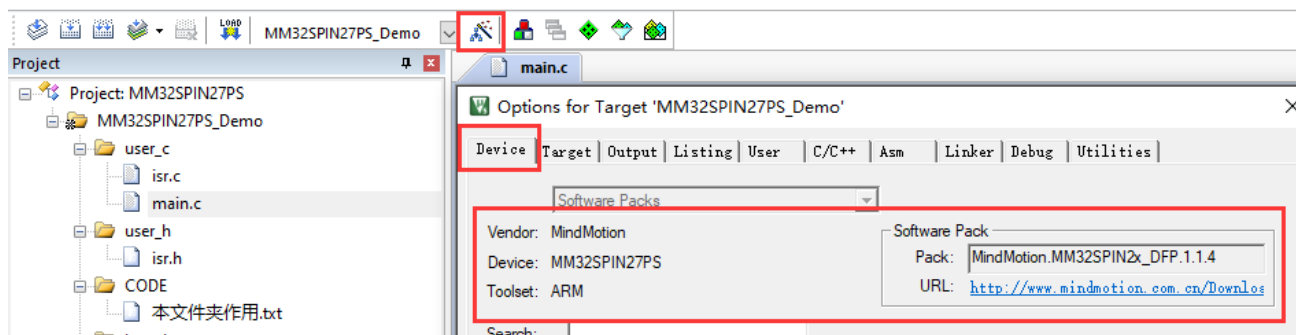 LOAD
MM32SPIN27PS_Demo
Project
main.c
Project: MM32SPIN27PS
MM32SPIN27PS_Demo
user_c
isr.c
main.c
user_h
isr.h
CODE
本文件夹作用.txt
Options for Target 'MM32SPIN27PS_Demo'
Device Target Output Listing User C/C++ Asm Linker Debug Utilities
Software Packs
Vendor: MindMotion
Device: MM32SPIN27PS
Toolset: ARM
Software Pack
Pack: MindMotion.MM32SPIN2x_DFP.1.1.4
URL: http://www.mindmotion.com.cn/Downloa
Search: